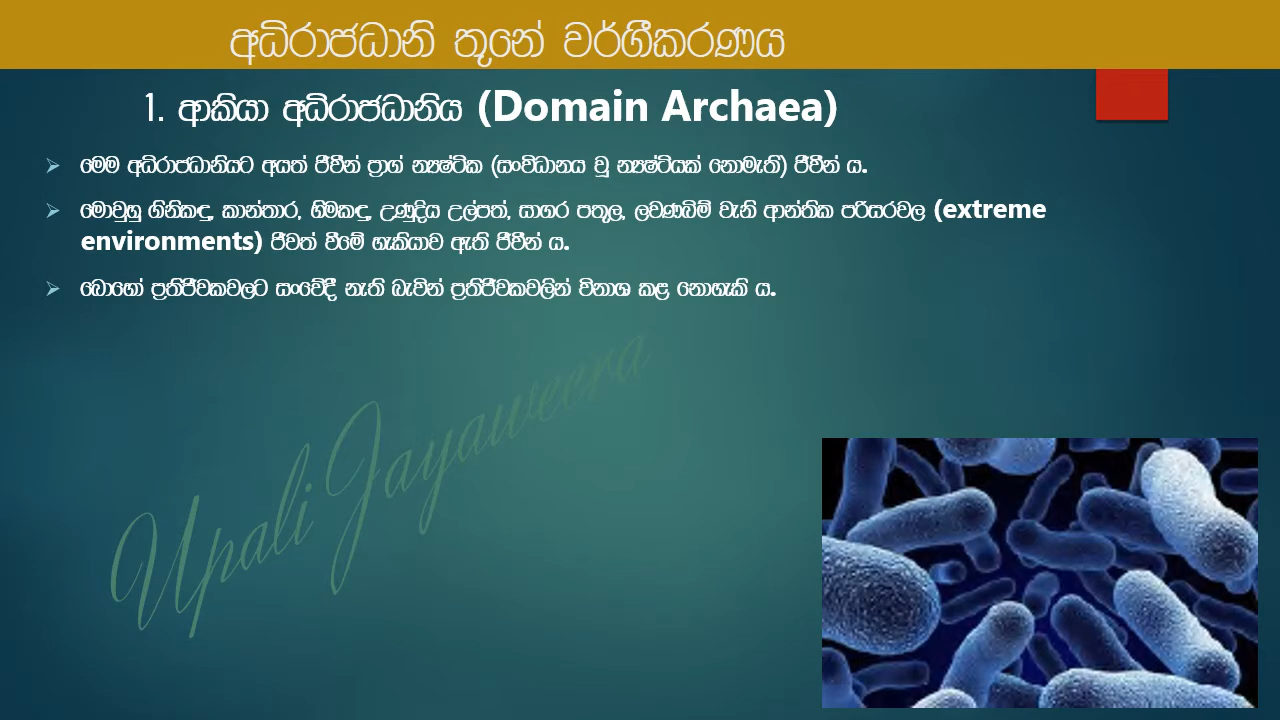 අධිරාජධානි තුනේ වර්ගීකරණය
1. ආකියා අධිරාජධානිය (Domain Archaea)
➢ මෙම අධිරාජධානියට අයත් ජීවීන් ප්‍රාග් න්‍යෂ්ටික (සංවිධානය වූ න්‍යෂ්ටියක් නොමැති) ජීවීන් ය.
➢ මොවුහු ගිනිකඳු, කාන්තාර, හිමකඳු, උණුදිය උල්පත්, සාගර පතුල, ලවණබිම් වැනි ආන්තික පරිසරවල (extreme
environments) ජීවත් වීමේ හැකියාව ඇති ජීවීන් ය.
➢ බොහෝ ප්‍රතිජීවකවලට සංවේදී නැති බැවින් ප්‍රතිජීවකවලින් විනාශ කළ නොහැකි ය.
Upali Jayaweera